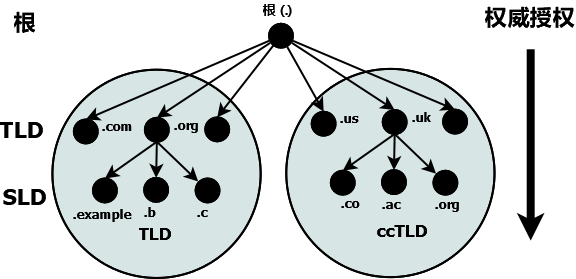 根
根 (.)
权威授权
TLD
.com
.org
.us
.uk
SLD
.example
.b
.c
.co
.ac
.org
TLD
ccTLD